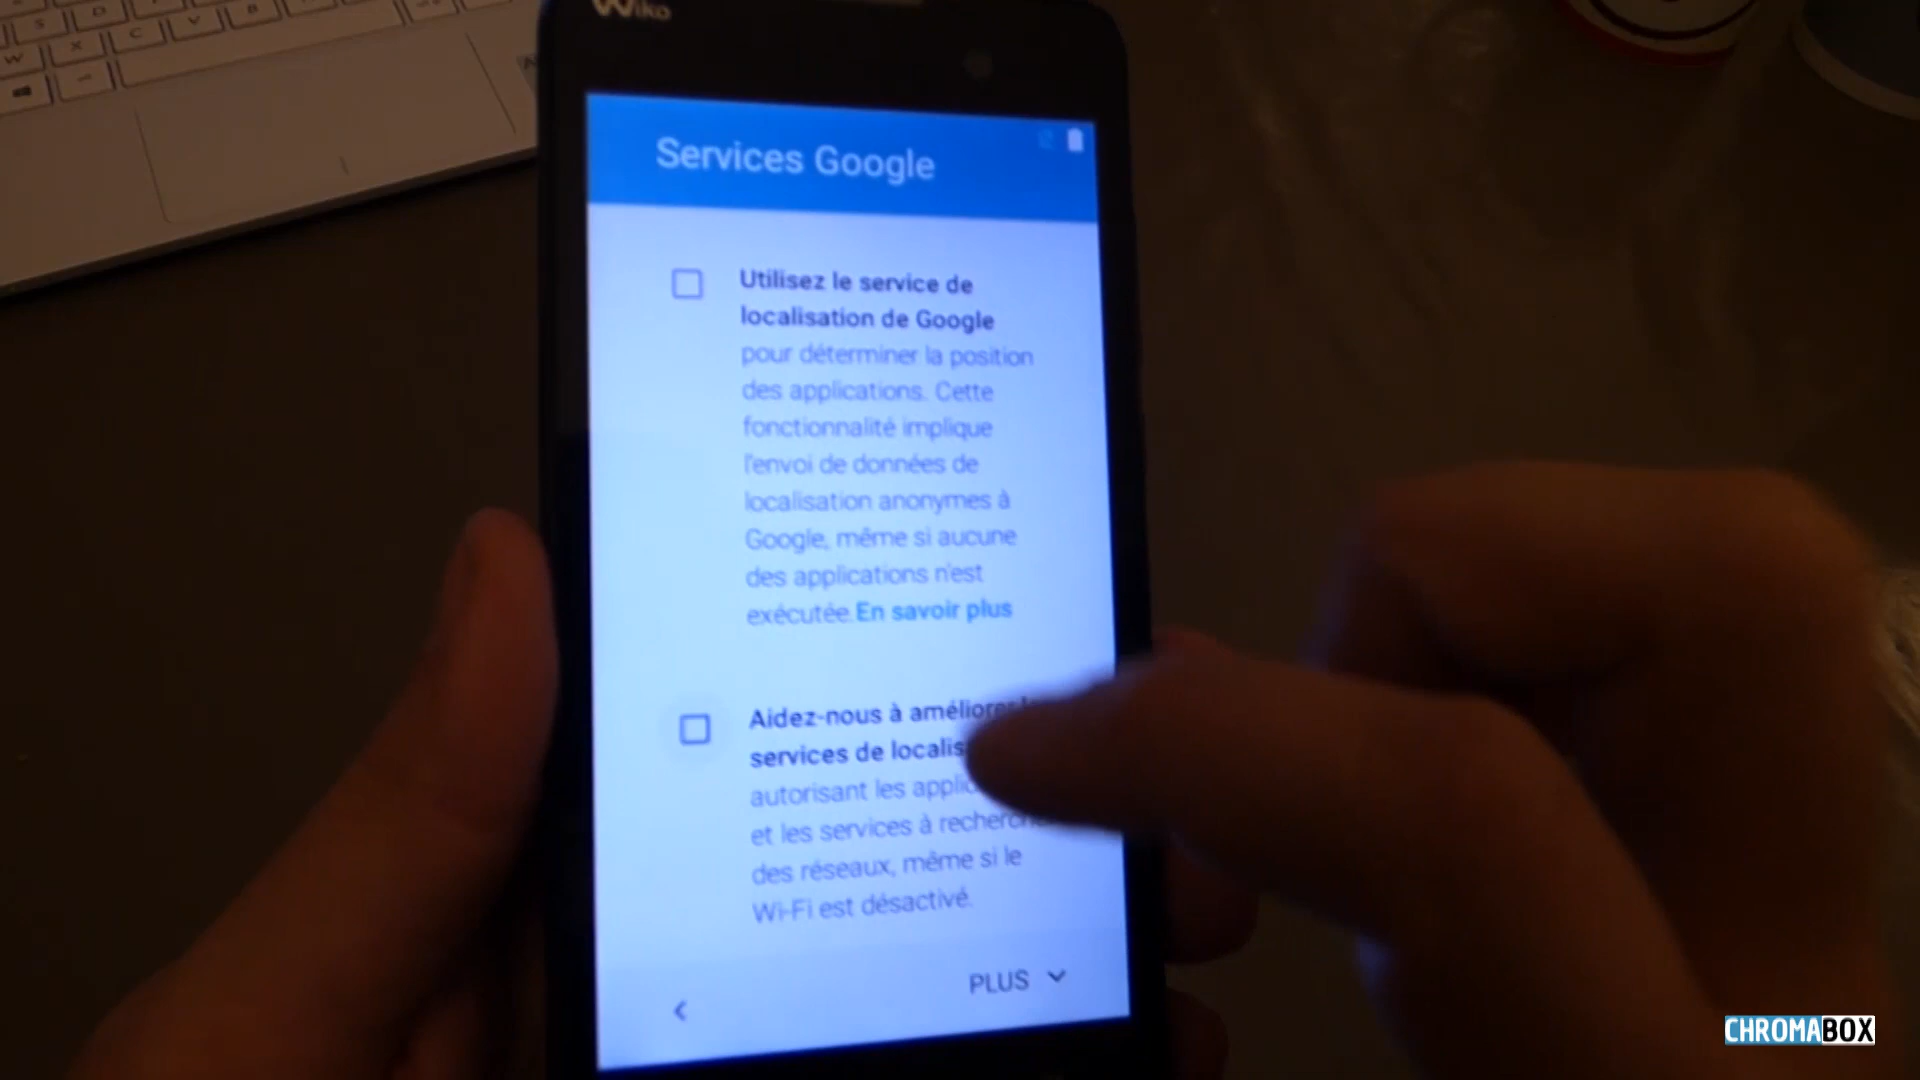 Wiko
Services Google
Utilisez le service de
localisation de Google
pour déterminer la position
des applications. Cette
fonctionnalité implique
l'envoi de données de
localisation anonymes à
Google, même si aucune
des applications n'est
exécutée.En savoir plus
Aidez-nous à améliorer
services de
autorisant les
et les services à
des réseaux, même si le
Wi-Fi est désactivé.
PLUS
CHROMABOX